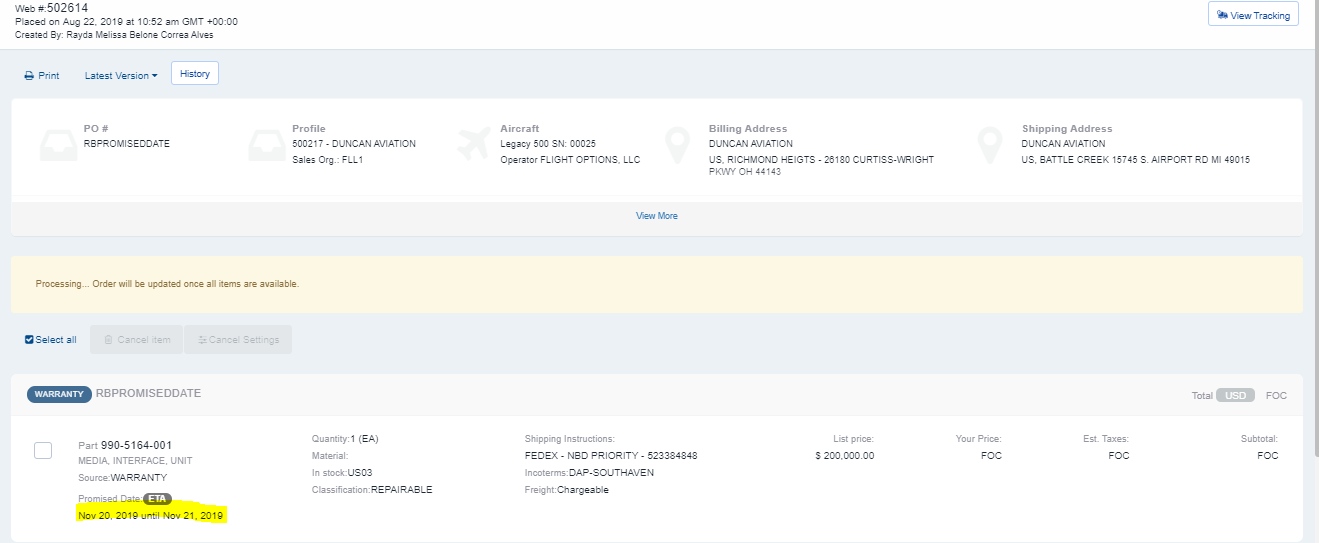 Web #:502614
Placed on Aug 22, 2019 at 10:52 am GMT +00:00
Created By: Rayda Melissa Belone Correa Alves
View Tracking
Print
Latest Version
History
PO #
RBPROMISEDDATE
Profile
500217 - DUNCAN AVIATION
Sales Org.: FLL1
Aircraft
Legacy 500 SN: 00025
Operator FLIGHT OPTIONS, LLC
Billing Address
DUNCAN AVIATION
US, RICHMOND HEIGTS - 26180 CURTISS-WRIGHT
PKWY OH 44143
Shipping Address
DUNCAN AVIATION
US, BATTLE CREEK 15745 S. AIRPORT RD MI 49015
View More
Processing... Order will be updated once all items are available.
Select all
Cancel item
Cancel Settings
WARRANTY RBPROMISEDDATE
Total USD FOC
Part 990-5164-001
MEDIA, INTERFACE, UNIT
Source:WARRANTY
Promised Date: ETA
Nov 20, 2019 until Nov 21, 2019
Quantity:1 (EA)
Material:
In stock:US03
Classification:REPAIRABLE
Shipping Instructions:
FEDEX - NBD PRIORITY - 523384848
Incoterms:DAP-SOUTHAVEN
Freight:Chargeable
List price:
$ 200,000.00
Your Price:
FOC
Est. Taxes:
FOC
Subtotal:
FOC